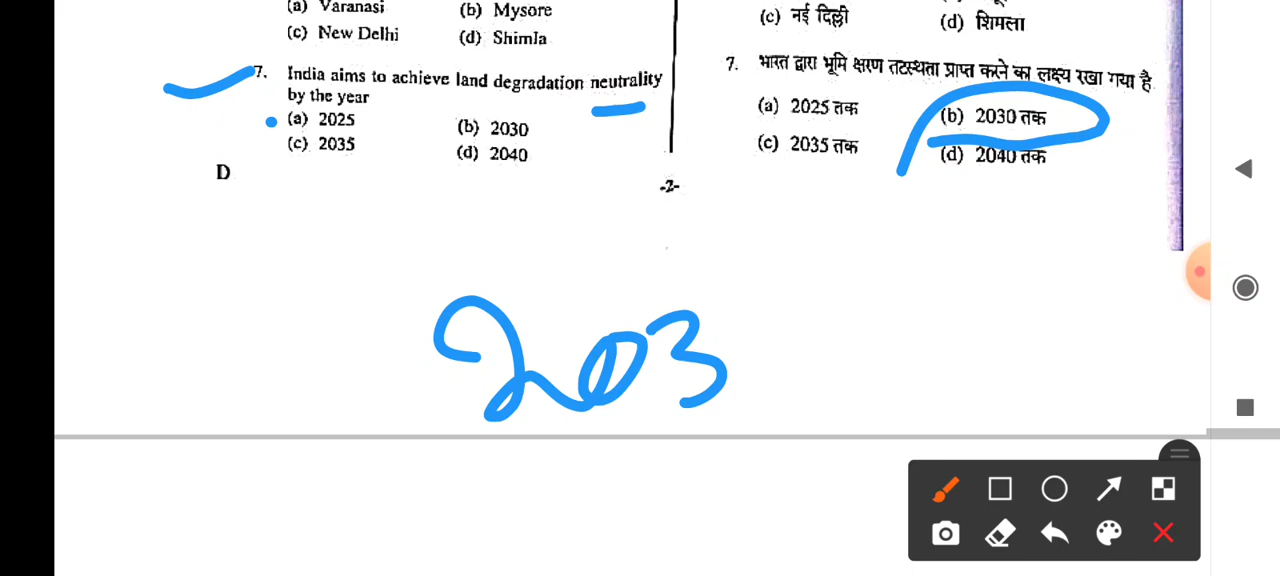 (a) Varanasi (b) Mysore
(c) New Delhi (d) Shimla
7. India aims to achieve land degradation neutrality
by the year
(a) 2025 (b) 2030
(c) 2035 (d) 2040
D
(c) नई दिल्ली (d) शिमला
7. भारत द्वारा भूमि क्षरण तटस्थता प्राप्त करने का लक्ष्य रखा गया है
(a) 2025 तक (b) 2030 तक
(c) 2035 तक (d) 2040 तक
-2-
203